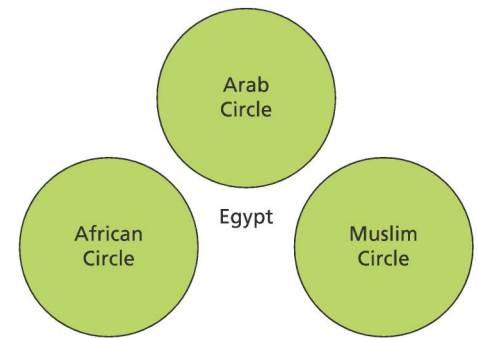 Arab
Circle
Egypt
African
Circle
Muslim
Circle